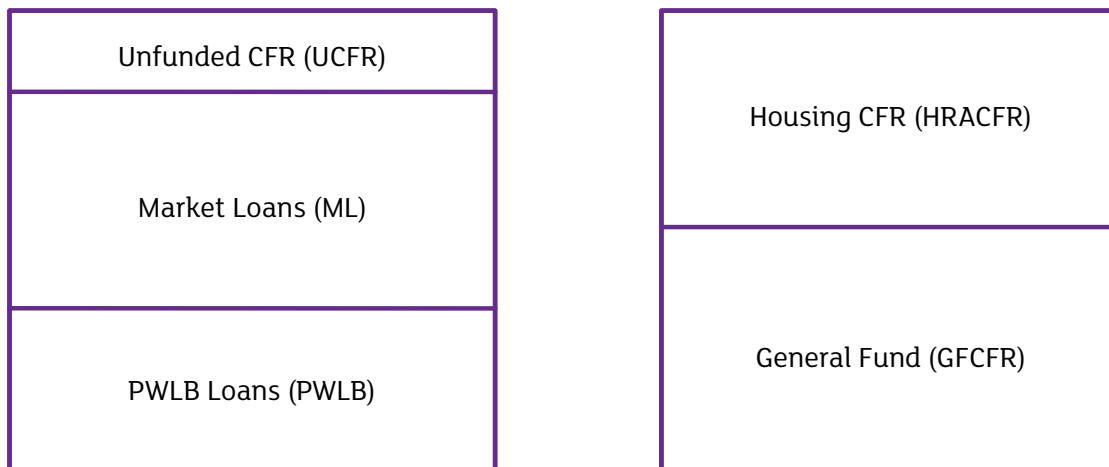 Unfunded CFR (UCFR)
Market Loans (ML)
PWLB Loans (PWLB)
Housing CFR (HRACFR)
General Fund (GFCFR)